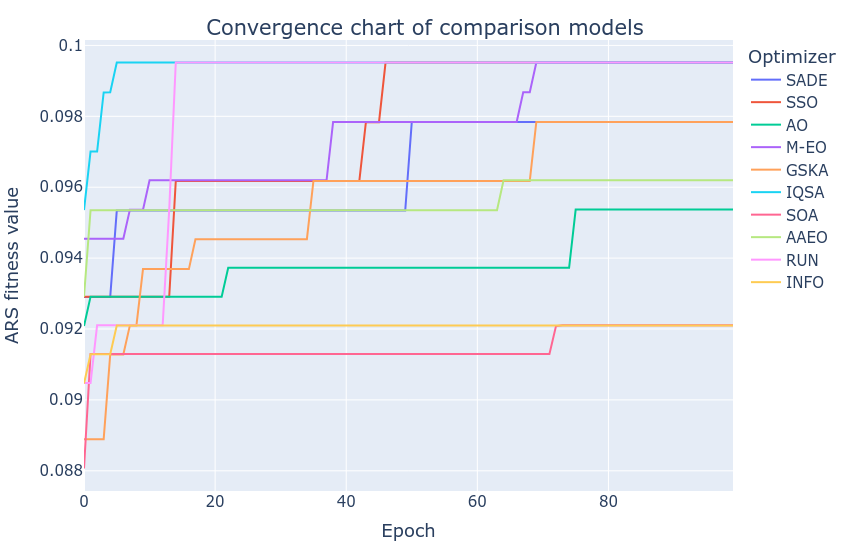 Convergence chart of comparison models
ARS fitness value
0.1
0.098
0.096
0.094
0.092
0.09
0.088
0
20
40
60
80
Epoch
Optimizer
SADE
SSO
AO
M-EO
GSKA
IQSA
SOA
AAEO
RUN
INFO